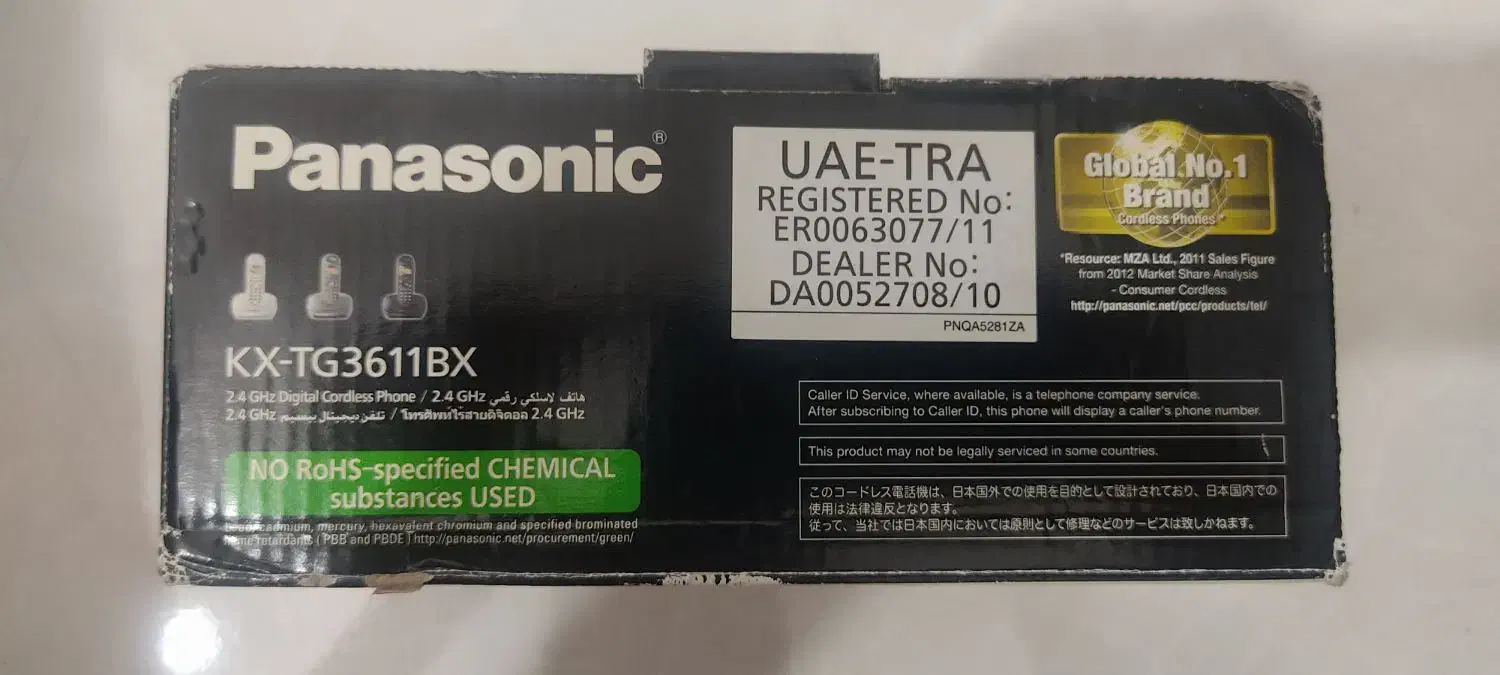 Panasonic®
KX-TG3611BX
2.4 GHz Digital Cordless Phone / 2.4 GHz هاتف لاسلكي رقمي
2.4 GHz تلفن دیجیتال بیسیم / โทรศัพท์ไร้สายดิจิตอล 2.4 GHz
NO RoHS-specified CHEMICAL
substances USED
Lead, cadmium, mercury, hexavalent chromium and specified brominated
flame retardants ( PBB and PBDE ) http://panasonic.net/procurement/green/
UAE-TRA
REGISTERED No:
ER0063077/11
DEALER No:
DA0052708/10
PNQA5281ZA
Global No.1
Brand
Cordless Phones *
*Resource: MZA Ltd., 2011 Sales Figure
from 2012 Market Share Analysis
- Consumer Cordless
http://panasonic.net/pcc/products/tel/
Caller ID Service, where available, is a telephone company service.
After subscribing to Caller ID, this phone will display a caller's phone number.
This product may not be legally serviced in some countries.
このコードレス電話機は、日本国外での使用を目的として設計されており、日本国内での
使用は法律違反となります。
従って、当社では日本国内においては原則として修理などのサービスは致しかねます。